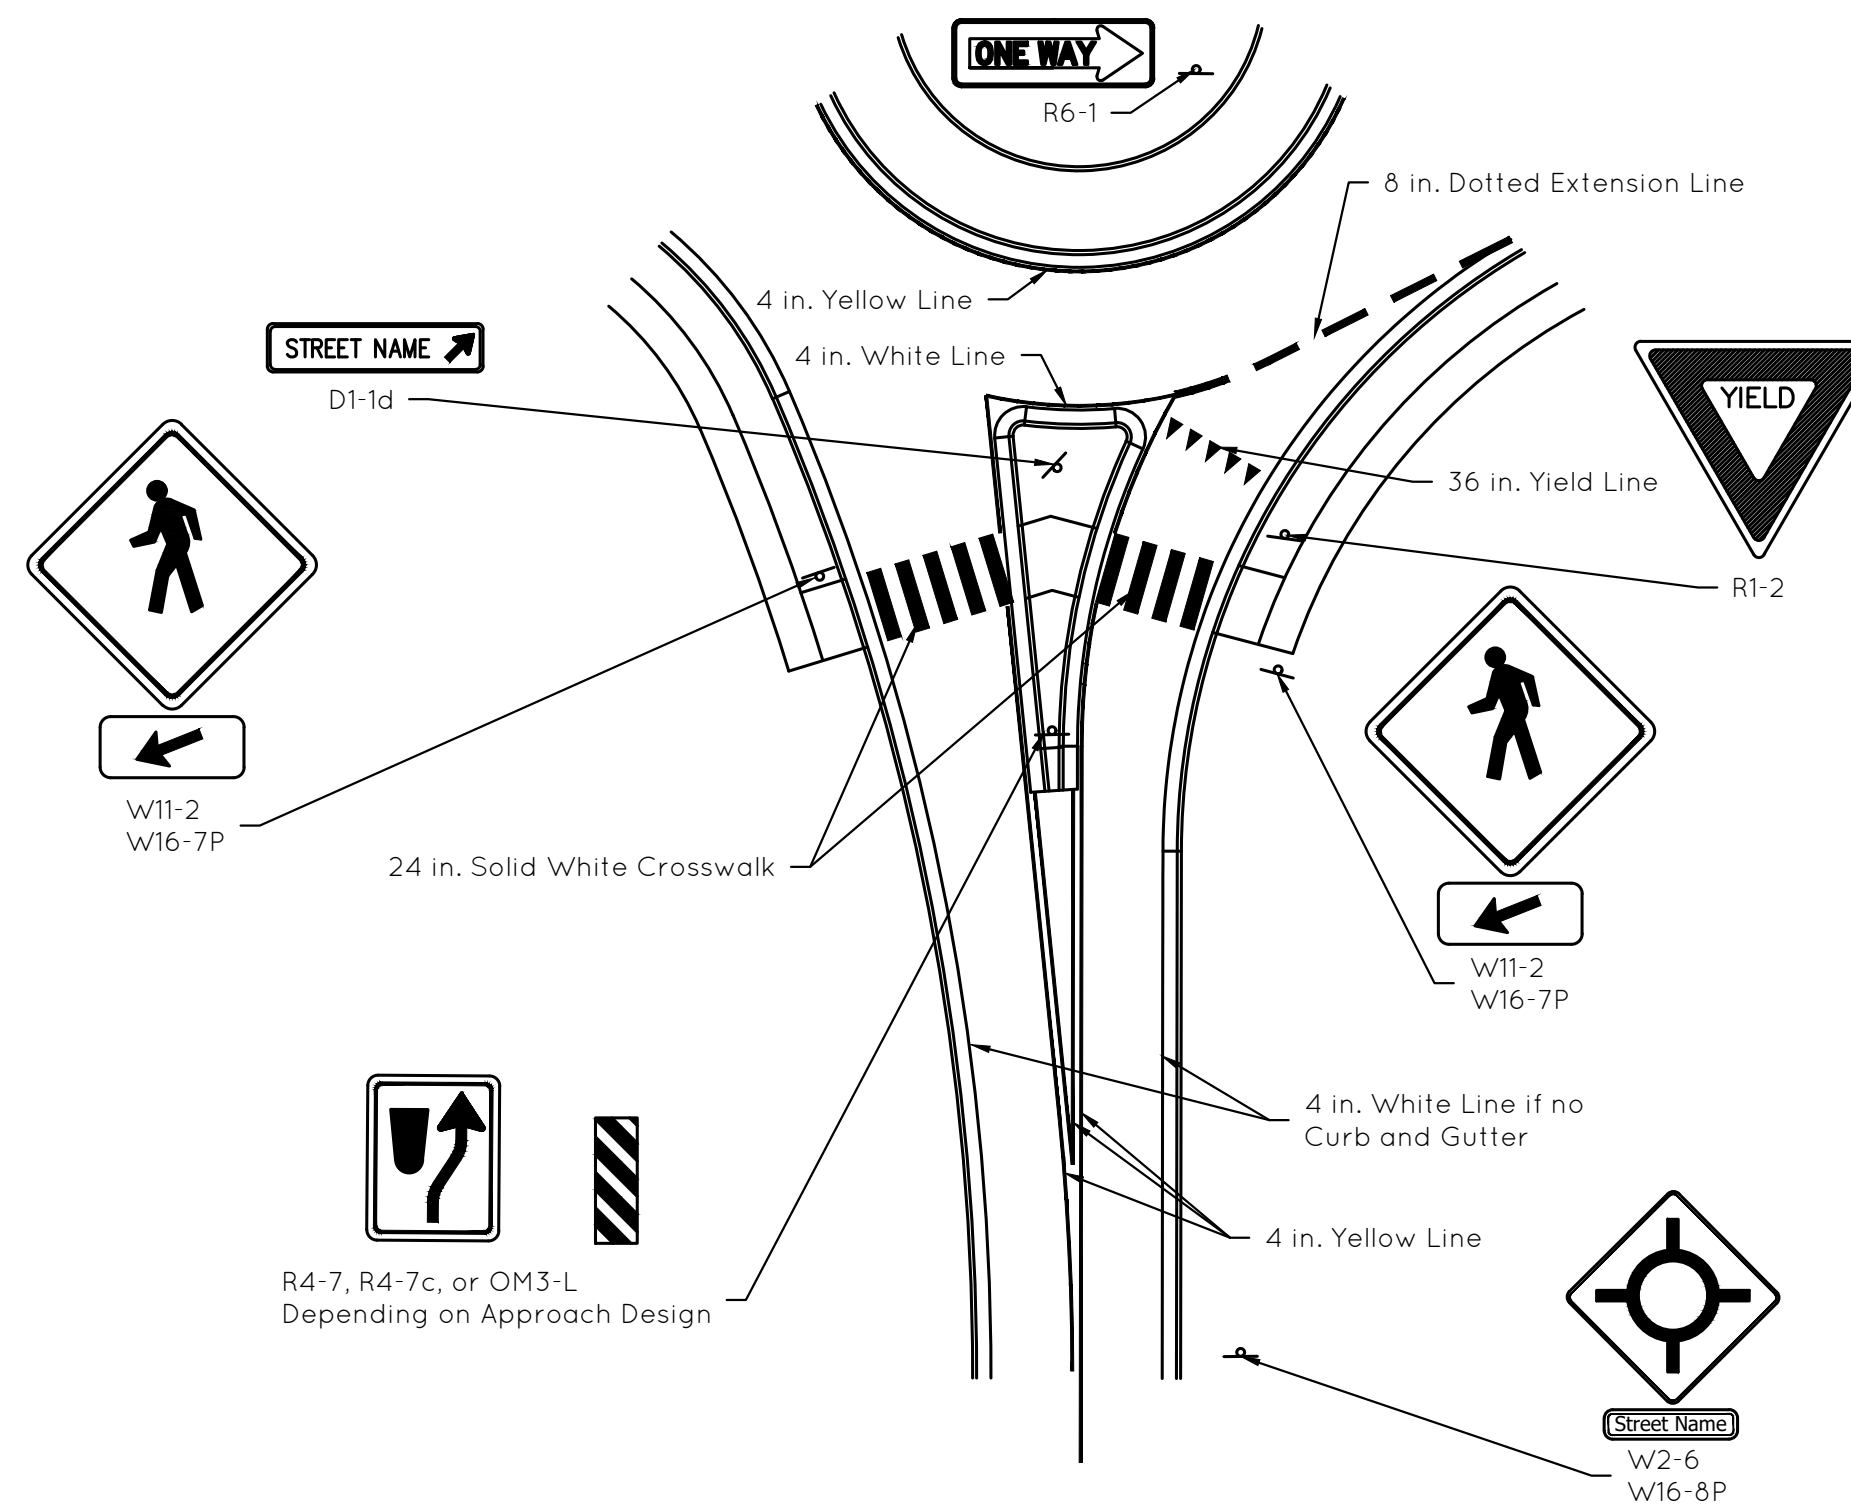 ONE WAY
R6-1
8 in. Dotted Extension Line
4 in. Yellow Line
STREET NAME
4 in. White Line
D1-1d
YIELD
36 in. Yield Line
R1-2
W11-2
W16-7P
24 in. Solid White Crosswalk
W11-2
W16-7P
4 in. White Line if no
Curb and Gutter
4 in. Yellow Line
R4-7, R4-7c, or OM3-L
Depending on Approach Design
Street Name
W2-6
W16-8P